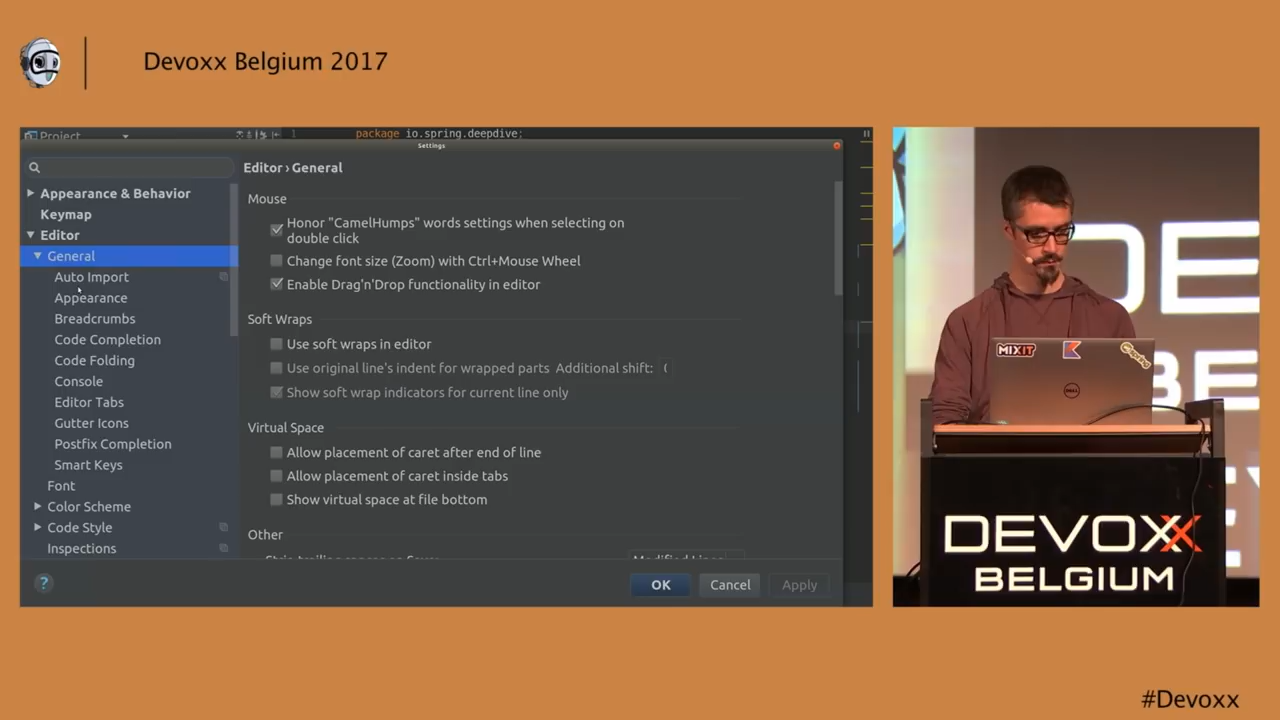 Devoxx Belgium 2017
Project
1
package io.spring.deepdive;
Settings
Appearance & Behavior
Keymap
Editor
General
Auto Import
Appearance
Breadcrumbs
Code Completion
Code Folding
Console
Editor Tabs
Gutter Icons
Postfix Completion
Smart Keys
Font
Color Scheme
Code Style
Inspections
?
Editor › General
Mouse
Honor "CamelHumps" words settings when selecting on
double click
Change font size (Zoom) with Ctrl+Mouse Wheel
Enable Drag'n'Drop functionality in editor
Soft Wraps
Use soft wraps in editor
Use original line's indent for wrapped parts Additional shift:
Show soft wrap indicators for current line only
Virtual Space
Allow placement of caret after end of line
Allow placement of caret inside tabs
Show virtual space at file bottom
Other
OK Cancel Apply
DE
BE
MIXIT
spring
DELL
DEVOXX
BELGIUM
#Devoxx